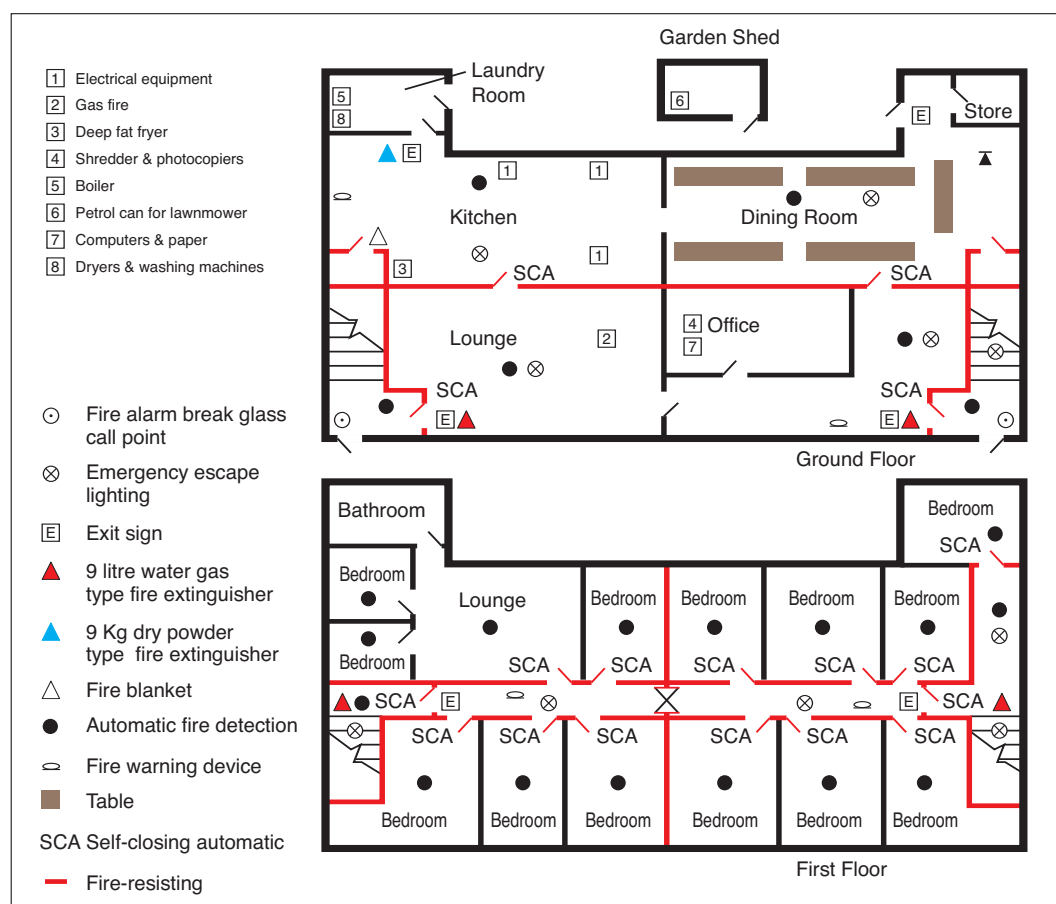 1 Electrical equipment
2 Gas fire
3 Deep fat fryer
4 Shredder & photocopiers
5 Boiler
6 Petrol can for lawnmower
7 Computers & paper
8 Dryers & washing machines
Fire alarm break glass
call point
Emergency escape
lighting
E Exit sign
9 litre water gas
type fire extinguisher
9 Kg dry powder
type fire extinguisher
Fire blanket
Automatic fire detection
Fire warning device
Table
SCA Self-closing automatic
Fire-resisting
Garden Shed
Laundry
Room
5
8
6
E
Store
E
1
1
Kitchen
Dining Room
1
3
SCA
SCA
Lounge
2
4 Office
7
SCA
SCA
E
E
Ground Floor
Bathroom
Bedroom
SCA
Bedroom
Lounge
Bedroom
Bedroom
Bedroom
Bedroom
Bedroom
SCA
SCA
SCA
SCA
SCA
SCA
E
E
SCA
SCA
SCA
SCA
SCA
SCA
SCA
Bedroom
Bedroom
Bedroom
Bedroom
Bedroom
Bedroom
First Floor